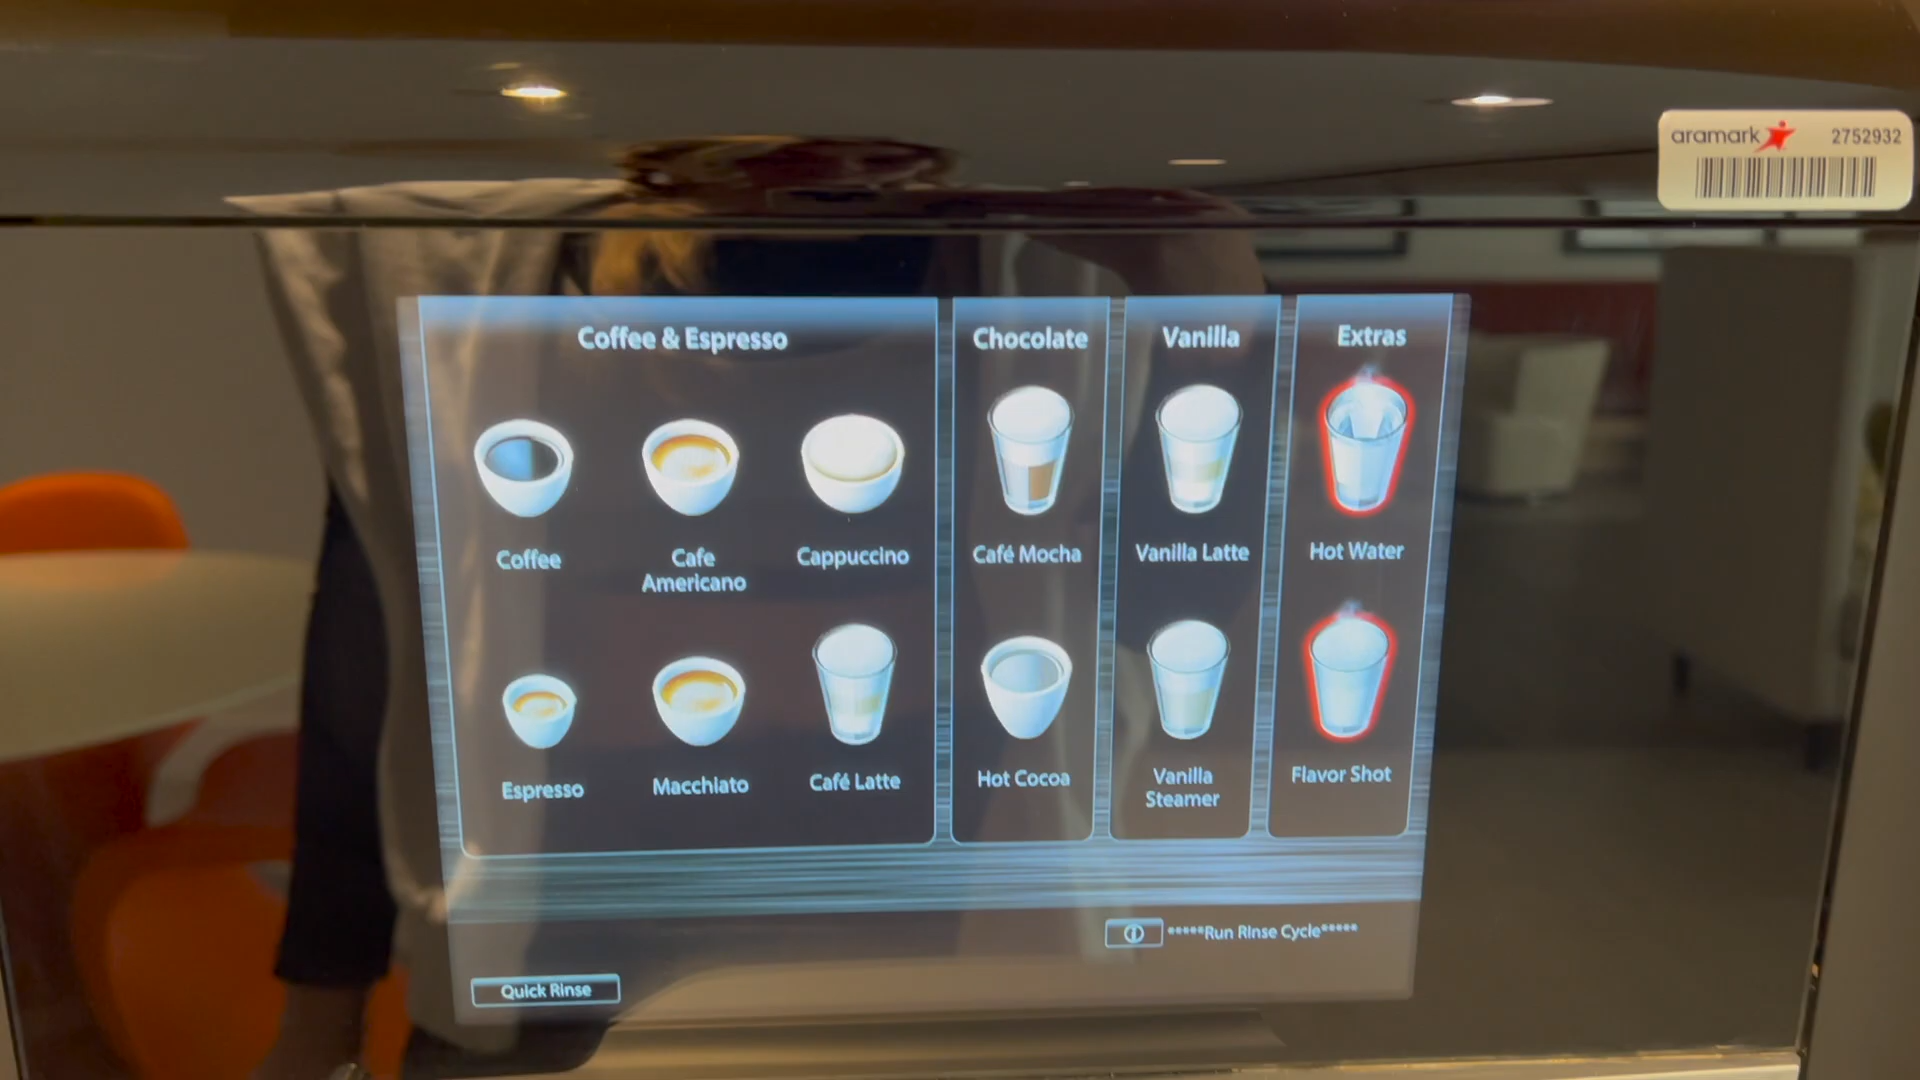 aramark 2752932
Coffee & Espresso
Chocolate
Vanilla
Extras
Coffee
Cafe
Americano
Cappuccino
Café Mocha
Vanilla Latte
Hot Water
Espresso
Macchiato
Café Latte
Hot Cocoa
Vanilla
Steamer
Flavor Shot
*****Run Rinse Cycle*****
Quick Rinse